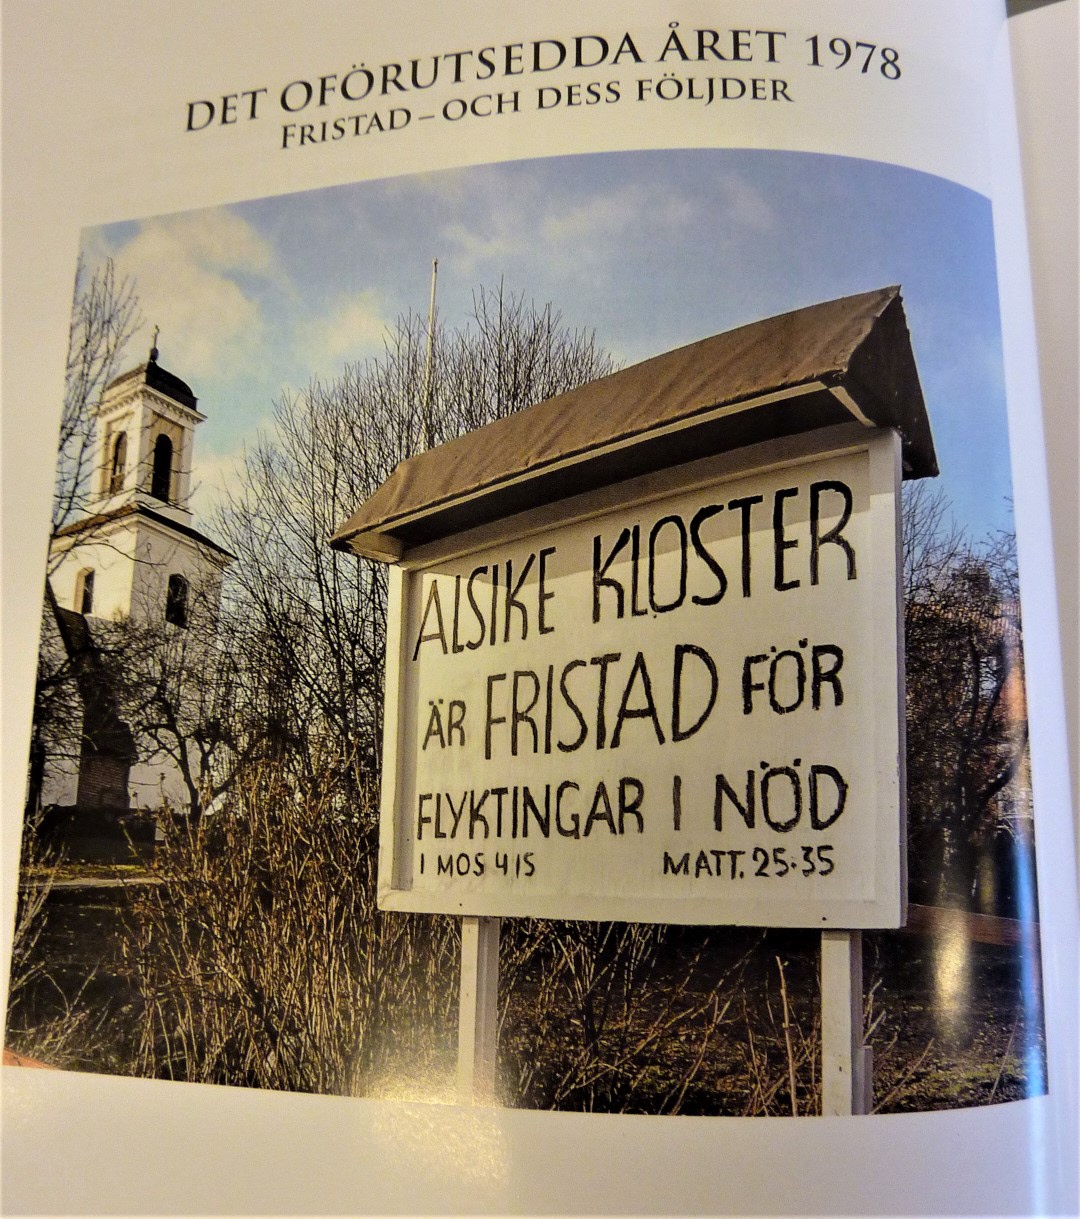 DET OFÖRUTSEDDA ÅRET 1978
FRISTAD – OCH DESS FÖLJDER
ALSIKE KLOSTER
ÄR FRISTAD FÖR
FLYKTINGAR I NÖD
I MOS 4 15 MATT. 25.35